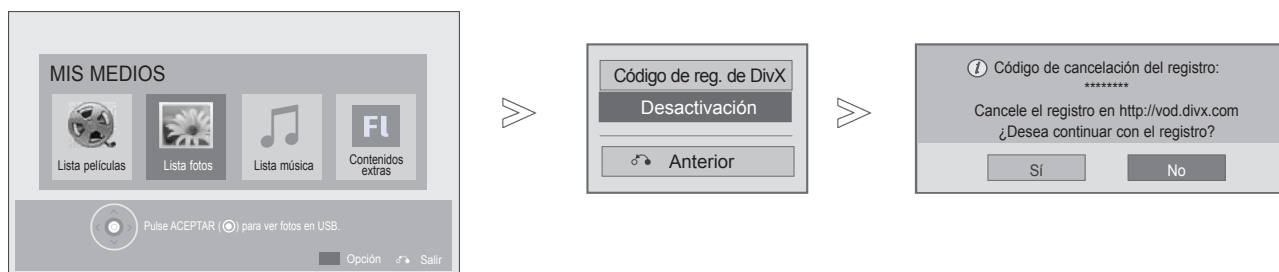 MIS MEDIOS
FL
Lista películas
Lista fotos
Lista música
Contenidos
extras
Pulse ACEPTAR ( ) para ver fotos en USB.
Opción
Salir
Código de reg. de DivX
Desactivación
Anterior
Código de cancelación del registro:
********
Cancele el registro en http://vod.divx.com
¿Desea continuar con el registro?
Sí
No